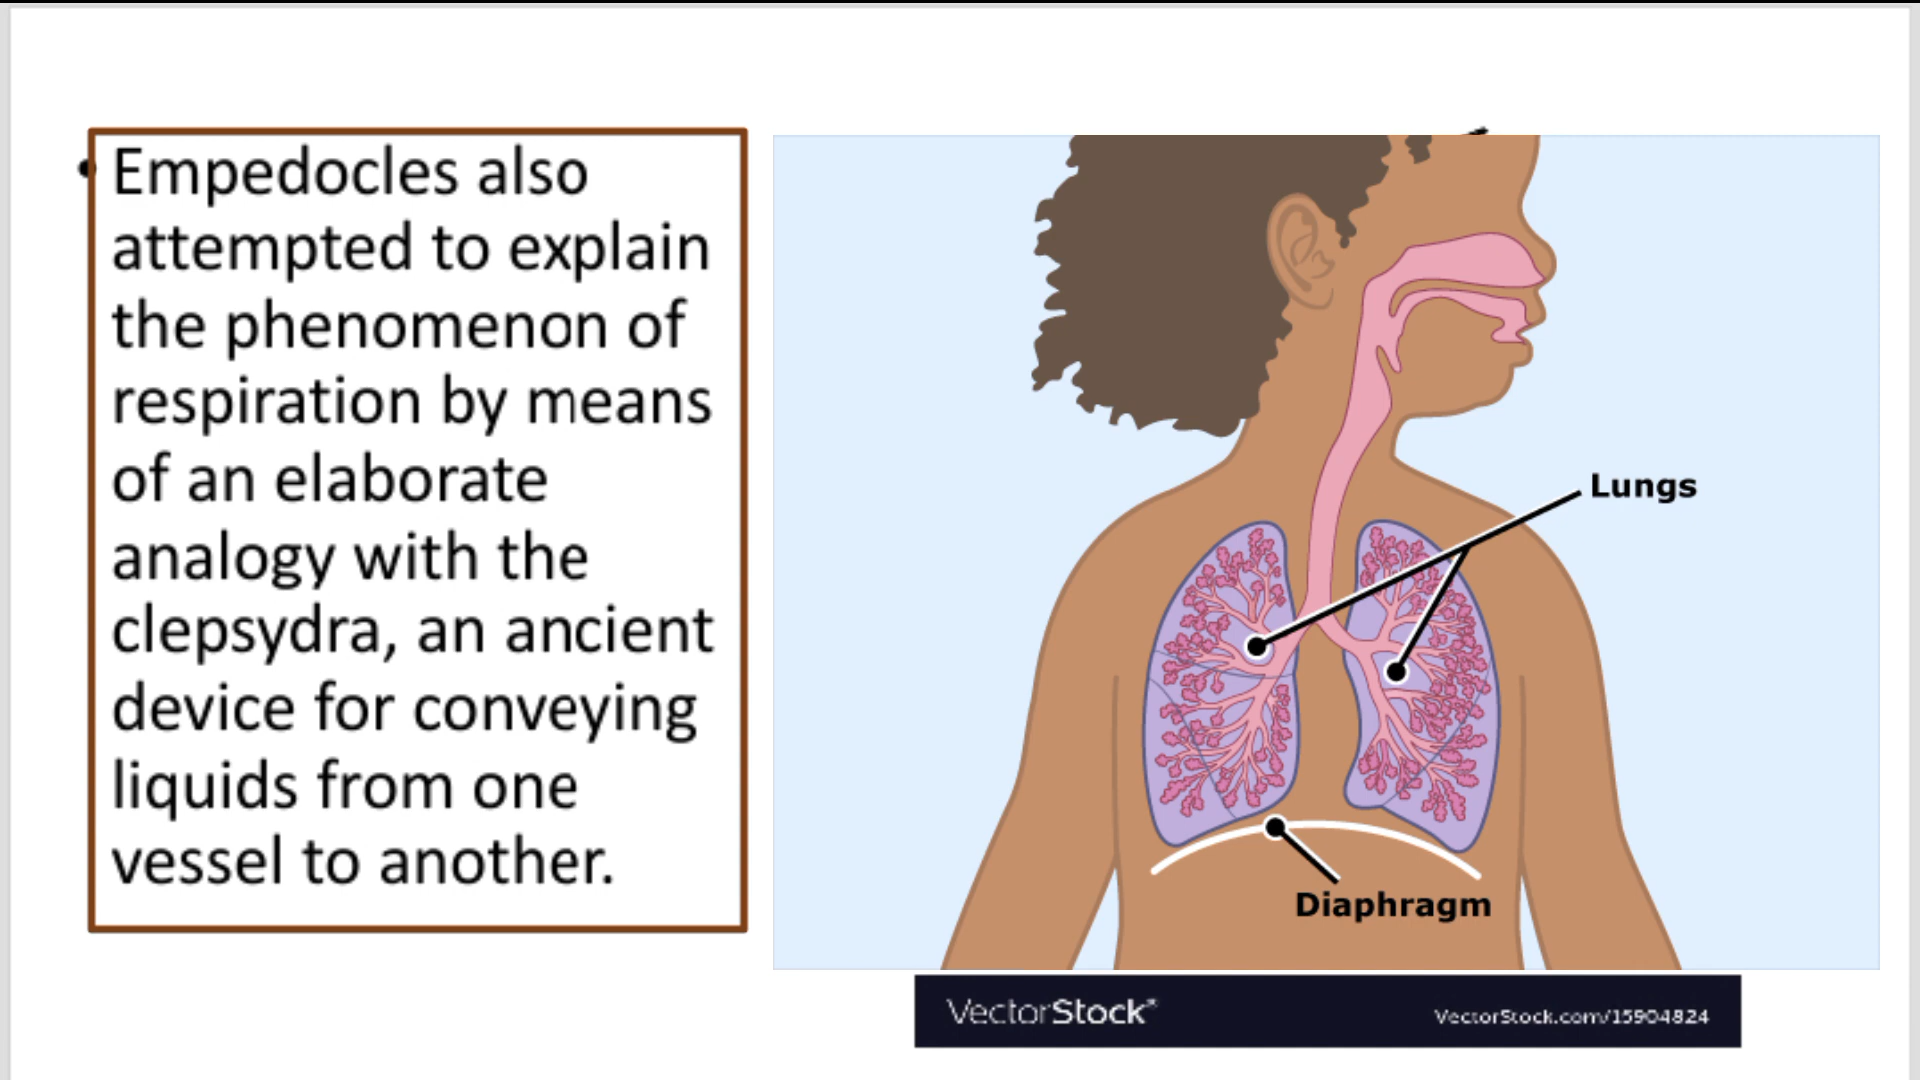 • Empedocles also
attempted to explain
the phenomenon of
respiration by means
of an elaborate
analogy with the
clepsydra, an ancient
device for conveying
liquids from one
vessel to another.
Lungs
Diaphragm
VectorStock®
VectorStock.com/15904824